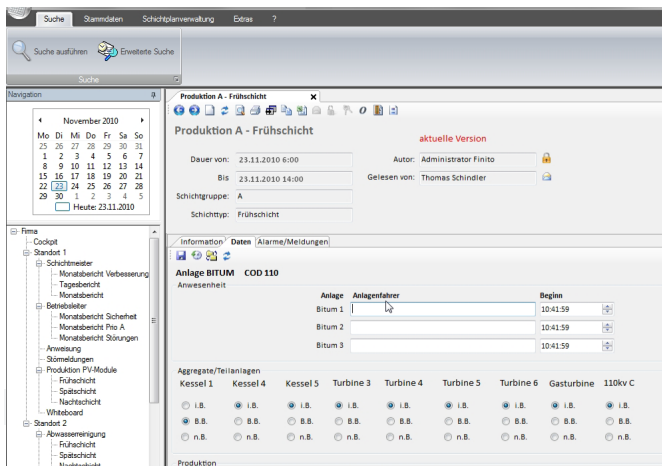 Suche Stammdaten Schichtplanverwaltung Extras ?
Suche ausführen Erweiterte Suche
Suche
Navigation
November 2010
Mo Di Mi Do Fr Sa So
25 26 27 28 29 30 31
1 2 3 4 5 6 7
8 9 10 11 12 13 14
15 16 17 18 19 20 21
22 23 24 25 26 27 28
29 30 1 2 3 4 5
Heute: 23.11.2010
Firma
Cockpit
Standort 1
Schichtmeister
Monatsbericht Verbesserung
Tagesbericht
Monatsbericht
Betriebsleiter
Monatsbericht Sicherheit
Monatsbericht Prio A
Monatsbericht Störungen
Anweisung
Störmeldungen
Produktion PV-Module
Frühschicht
Spätschicht
Nachtschicht
Whiteboard
Standort 2
Abwasserreinigung
Frühschicht
Spätschicht
Nachtschicht
Produktion A - Frühschicht
Produktion A - Frühschicht
aktuelle Version
Dauer von: 23.11.2010 6:00 Autor: Administrator Finito
Bis 23.11.2010 14:00 Gelesen von: Thomas Schindler
Schichtgruppe: A
Schichttyp: Frühschicht
Information Daten Alarme/Meldungen
Anlage BITUM COD 110
Anwesenheit
Anlage Anlagenfahrer Beginn
Bitum 1 10:41:59
Bitum 2 10:41:59
Bitum 3 10:41:59
Aggregate/Teilanlagen
Kessel 1 Kessel 4 Kessel 5 Turbine 3 Turbine 4 Turbine 5 Turbine 6 Gasturbine 110kv C
i.B. i.B. i.B. i.B. i.B. i.B. i.B. i.B. i.B.
B.B. B.B. B.B. B.B. B.B. B.B. B.B. B.B. B.B.
n.B. n.B. n.B. n.B. n.B. n.B. n.B. n.B. n.B.
Produktion